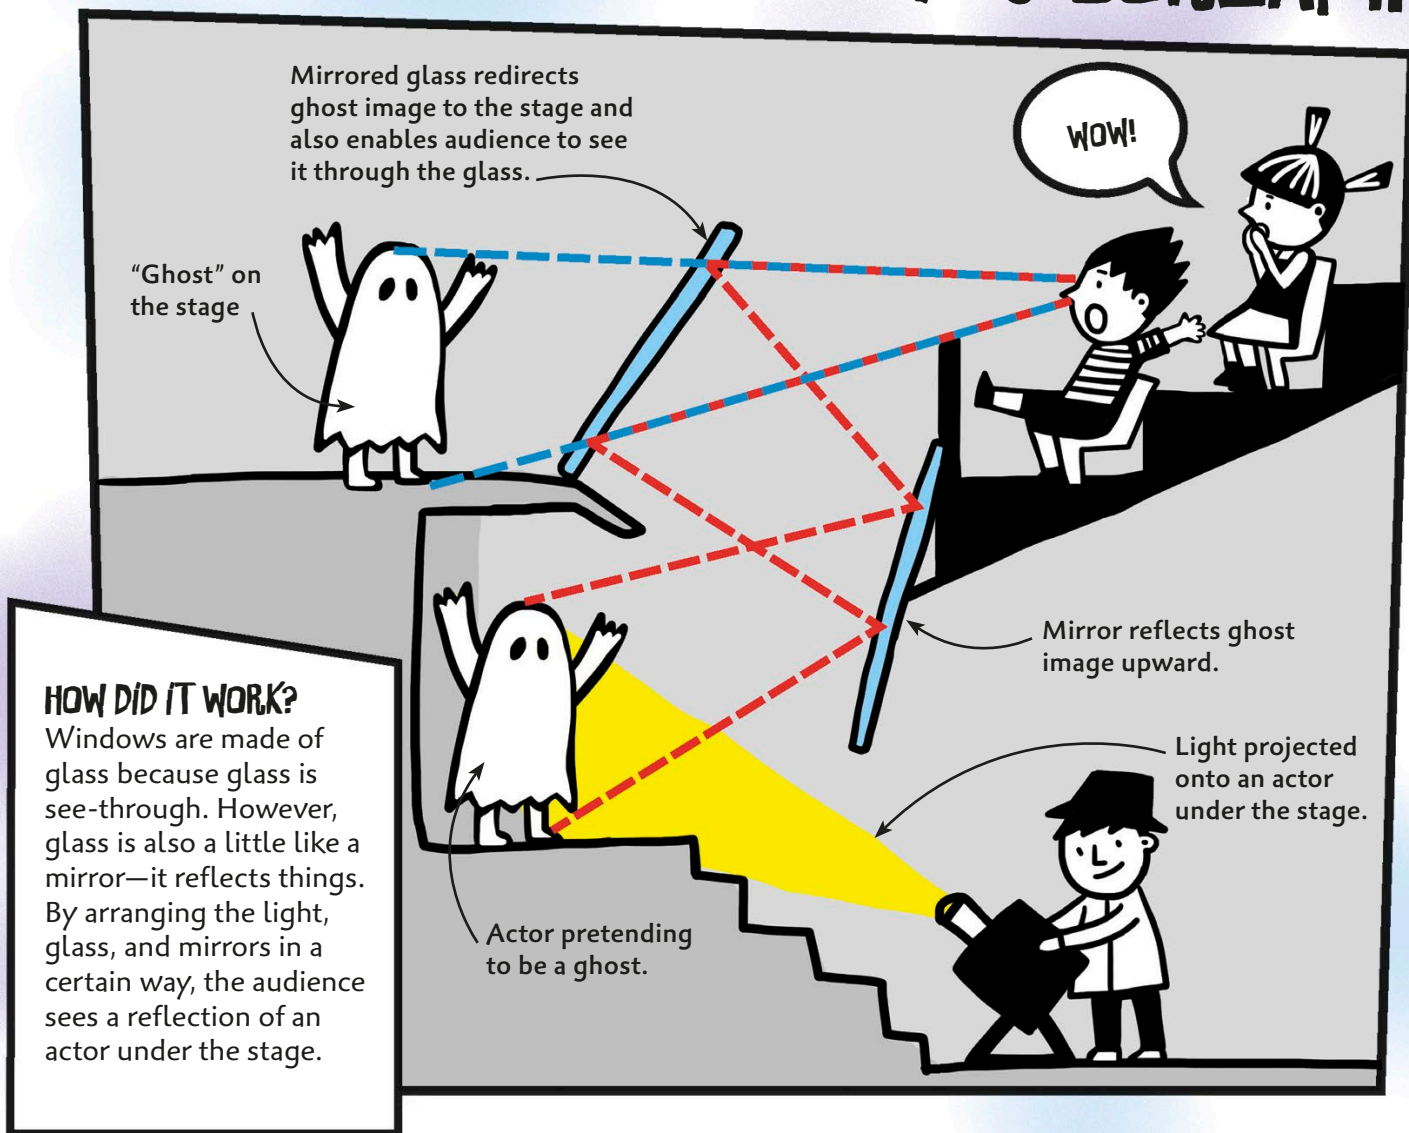 Mirrored glass redirects
ghost image to the stage and
also enables audience to see
it through the glass.
WOW!
“Ghost” on
the stage
Mirror reflects ghost
image upward.
Light projected
onto an actor
under the stage.
Actor pretending
to be a ghost.
HOW DID IT WORK?
Windows are made of
glass because glass is
see-through. However,
glass is also a little like a
mirror—it reflects things.
By arranging the light,
glass, and mirrors in a
certain way, the audience
sees a reflection of an
actor under the stage.